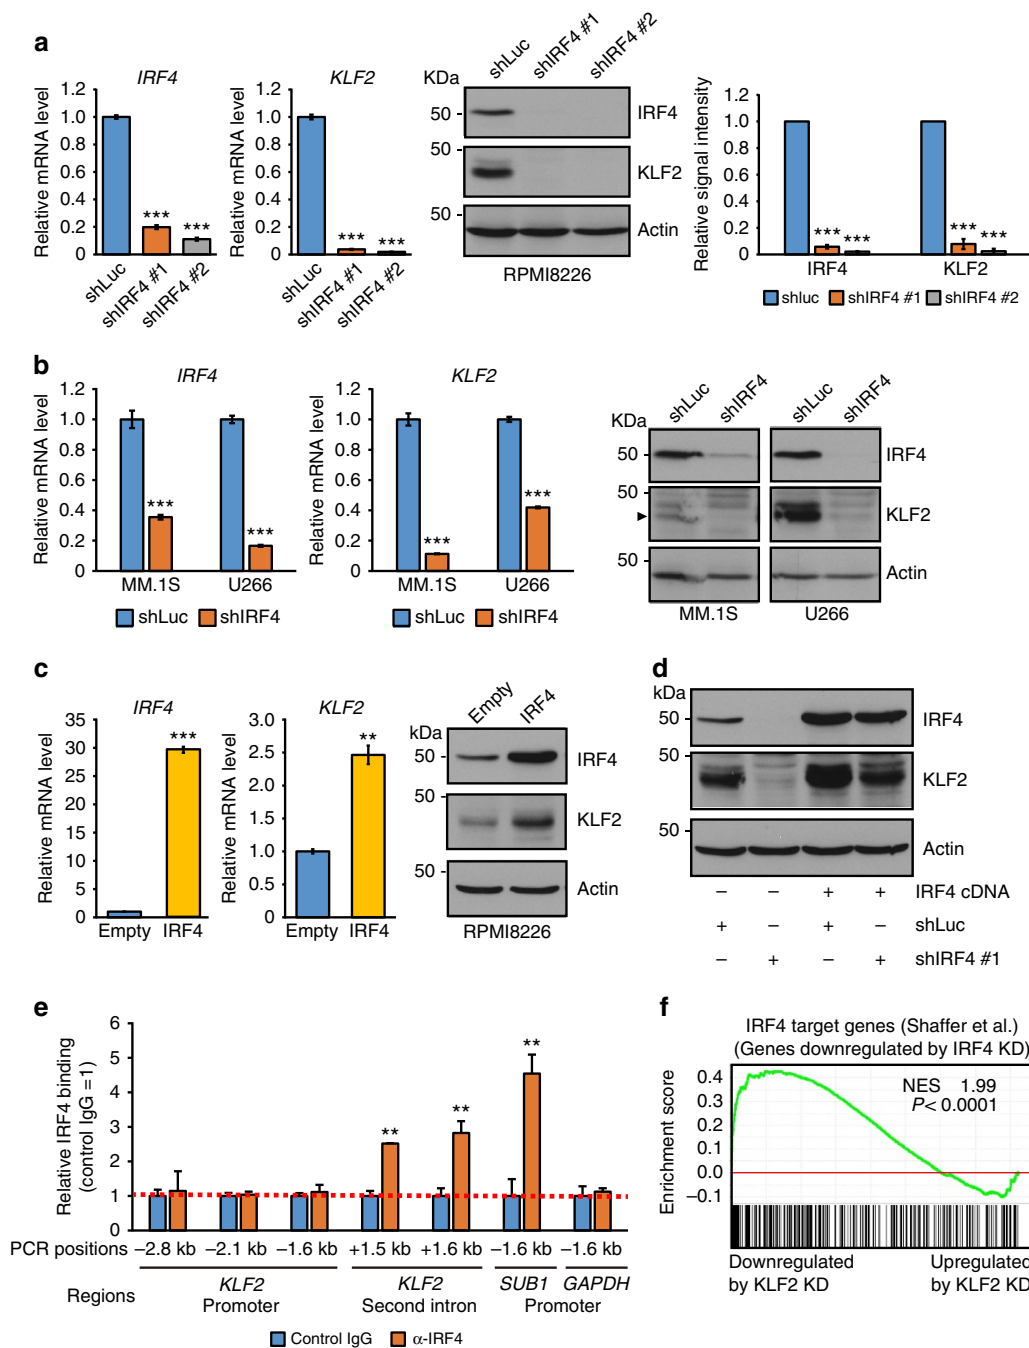 a
IRF4
Relative mRNA level
1.2
1.0
0.8
0.6
0.4
0.2
0
***
***
shLuc
shIRF4 #1
shIRF4 #2
KLF2
Relative mRNA level
1.2
1.0
0.8
0.6
0.4
0.2
0
***
***
shLuc
shIRF4 #1
shIRF4 #2
KDa
shLuc
shIRF4 #1
shIRF4 #2
50
IRF4
50
KLF2
50
Actin
RPMI8226
Relative signal intensity
1.2
1.0
0.8
0.6
0.4
0.2
0
***
***
***
***
IRF4
KLF2
shluc
shIRF4 #1
shIRF4 #2
b
IRF4
Relative mRNA level
1.2
1.0
0.8
0.6
0.4
0.2
0
***
***
MM.1S
U266
shLuc
shIRF4
KLF2
Relative mRNA level
1.2
1.0
0.8
0.6
0.4
0.2
0
***
***
MM.1S
U266
shLuc
shIRF4
KDa
shLuc
shIRF4
shLuc
shIRF4
50
IRF4
50
KLF2
50
Actin
MM.1S
U266
c
IRF4
Relative mRNA level
35
30
25
20
15
10
5
0
***
Empty
IRF4
KLF2
Relative mRNA level
3.0
2.5
2.0
1.5
1.0
0.5
0
**
Empty
IRF4
kDa
Empty
IRF4
50
IRF4
50
KLF2
50
Actin
RPMI8226
d
kDa
50
IRF4
50
KLF2
50
Actin
– – + + IRF4 cDNA
+ – + – shLuc
– + – + shIRF4 #1
e
Relative IRF4 binding
(control IgG = 1)
6
5
4
3
2
1
0
**
**
**
PCR positions
–2.8 kb –2.1 kb –1.6 kb +1.5 kb +1.6 kb –1.6 kb –1.6 kb
Regions
KLF2
Promoter
KLF2
Second intron
SUB1 GAPDH
Promoter
Control IgG
α-IRF4
f
IRF4 target genes (Shaffer et al.)
(Genes downregulated by IRF4 KD)
Enrichment score
0.4
0.3
0.2
0.1
0.0
–0.1
NES 1.99
P< 0.0001
Downregulated
by KLF2 KD
Upregulated
by KLF2 KD